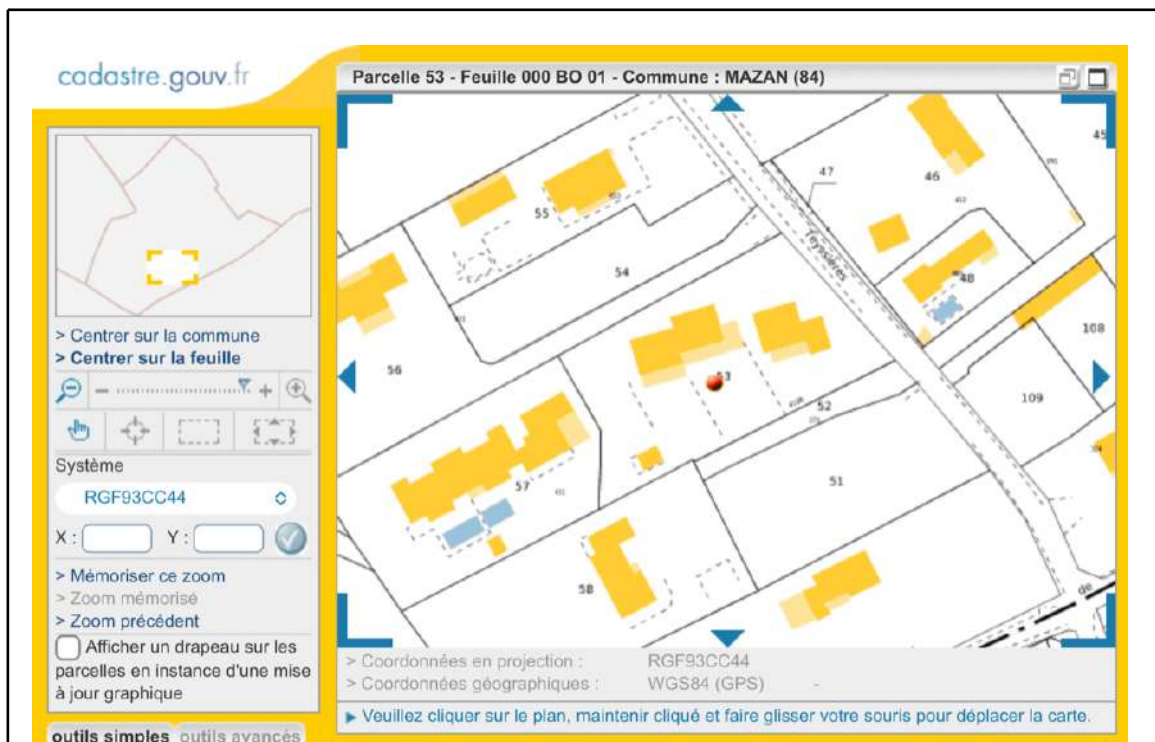 cadastre.gouv.fr
Parcelle 53 - Feuille 000 BO 01 - Commune : MAZAN (84)
> Centrer sur la commune
> Centrer sur la feuille
Système
RGF93CC44
X :
Y :
> Mémoriser ce zoom
> Zoom mémorisé
> Zoom précédent
Afficher un drapeau sur les
parcelles en instance d'une mise
à jour graphique
outils simples outils avancés
45
47
46
55
Teyssières
54
48
108
56
53
52
109
57
51
58
de
> Coordonnées en projection : RGF93CC44
> Coordonnées géographiques : WGS84 (GPS) -
Veuillez cliquer sur le plan, maintenir cliqué et faire glisser votre souris pour déplacer la carte.